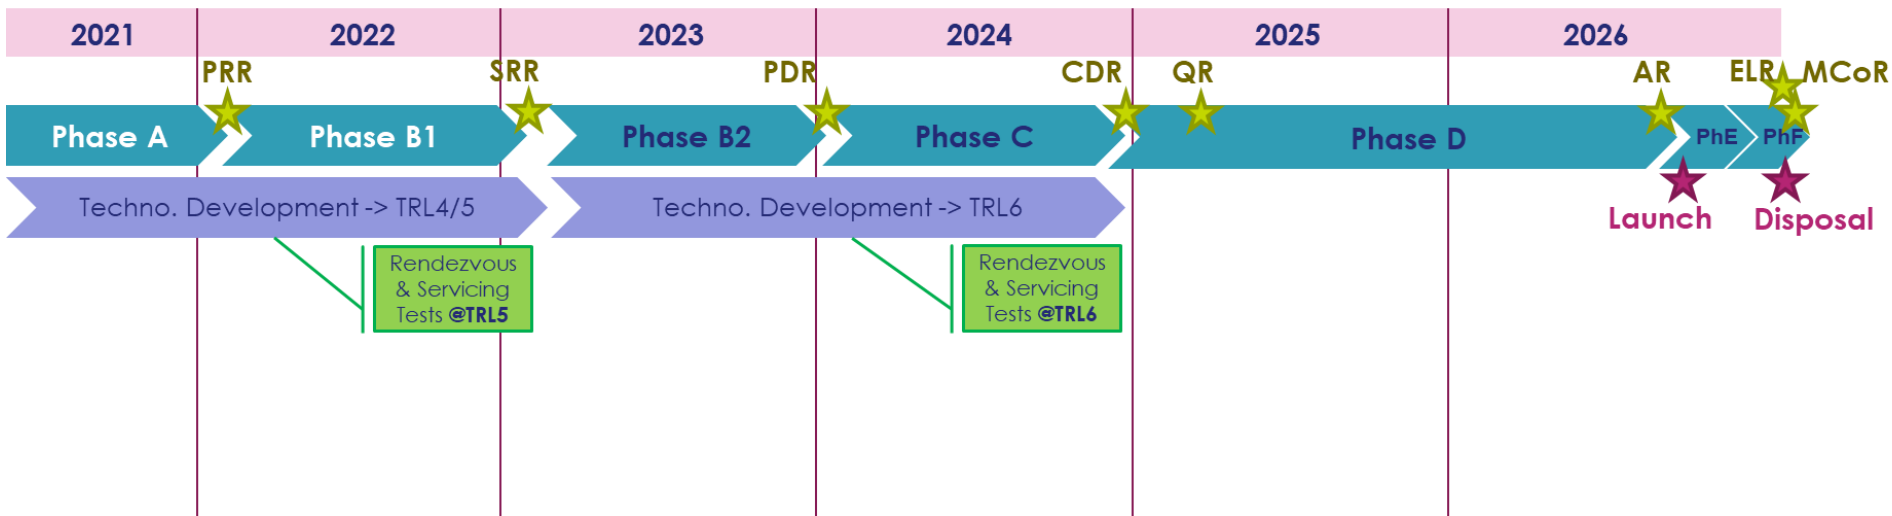 2021 2022 2023 2024 2025 2026
PRR SRR PDR CDR QR AR ELR MCoR
Phase A Phase B1 Phase B2 Phase C Phase D PhE PhF
Techno. Development -> TRL4/5 Techno. Development -> TRL6
Launch Disposal
Rendezvous
& Servicing
Tests @TRL5
Rendezvous
& Servicing
Tests @TRL6